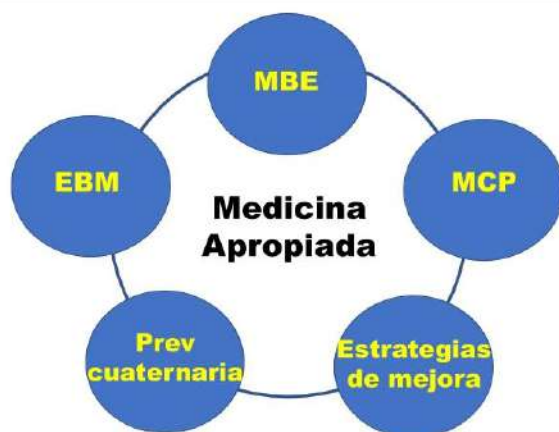 MBE
EBM
MCP
Medicina
Apropiada
Prev
cuaternaria
Estrategias
de mejora